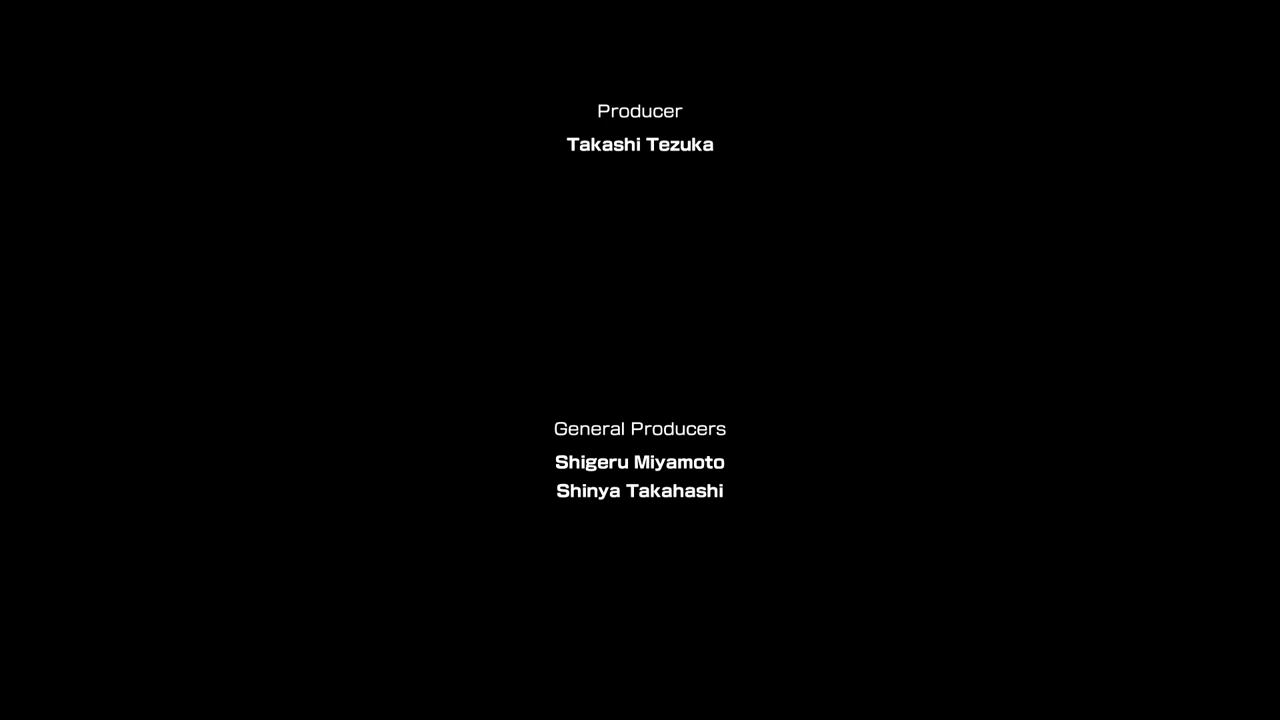 Producer
Takashi Tezuka
General Producers
Shigeru Miyamoto
Shinya Takahashi